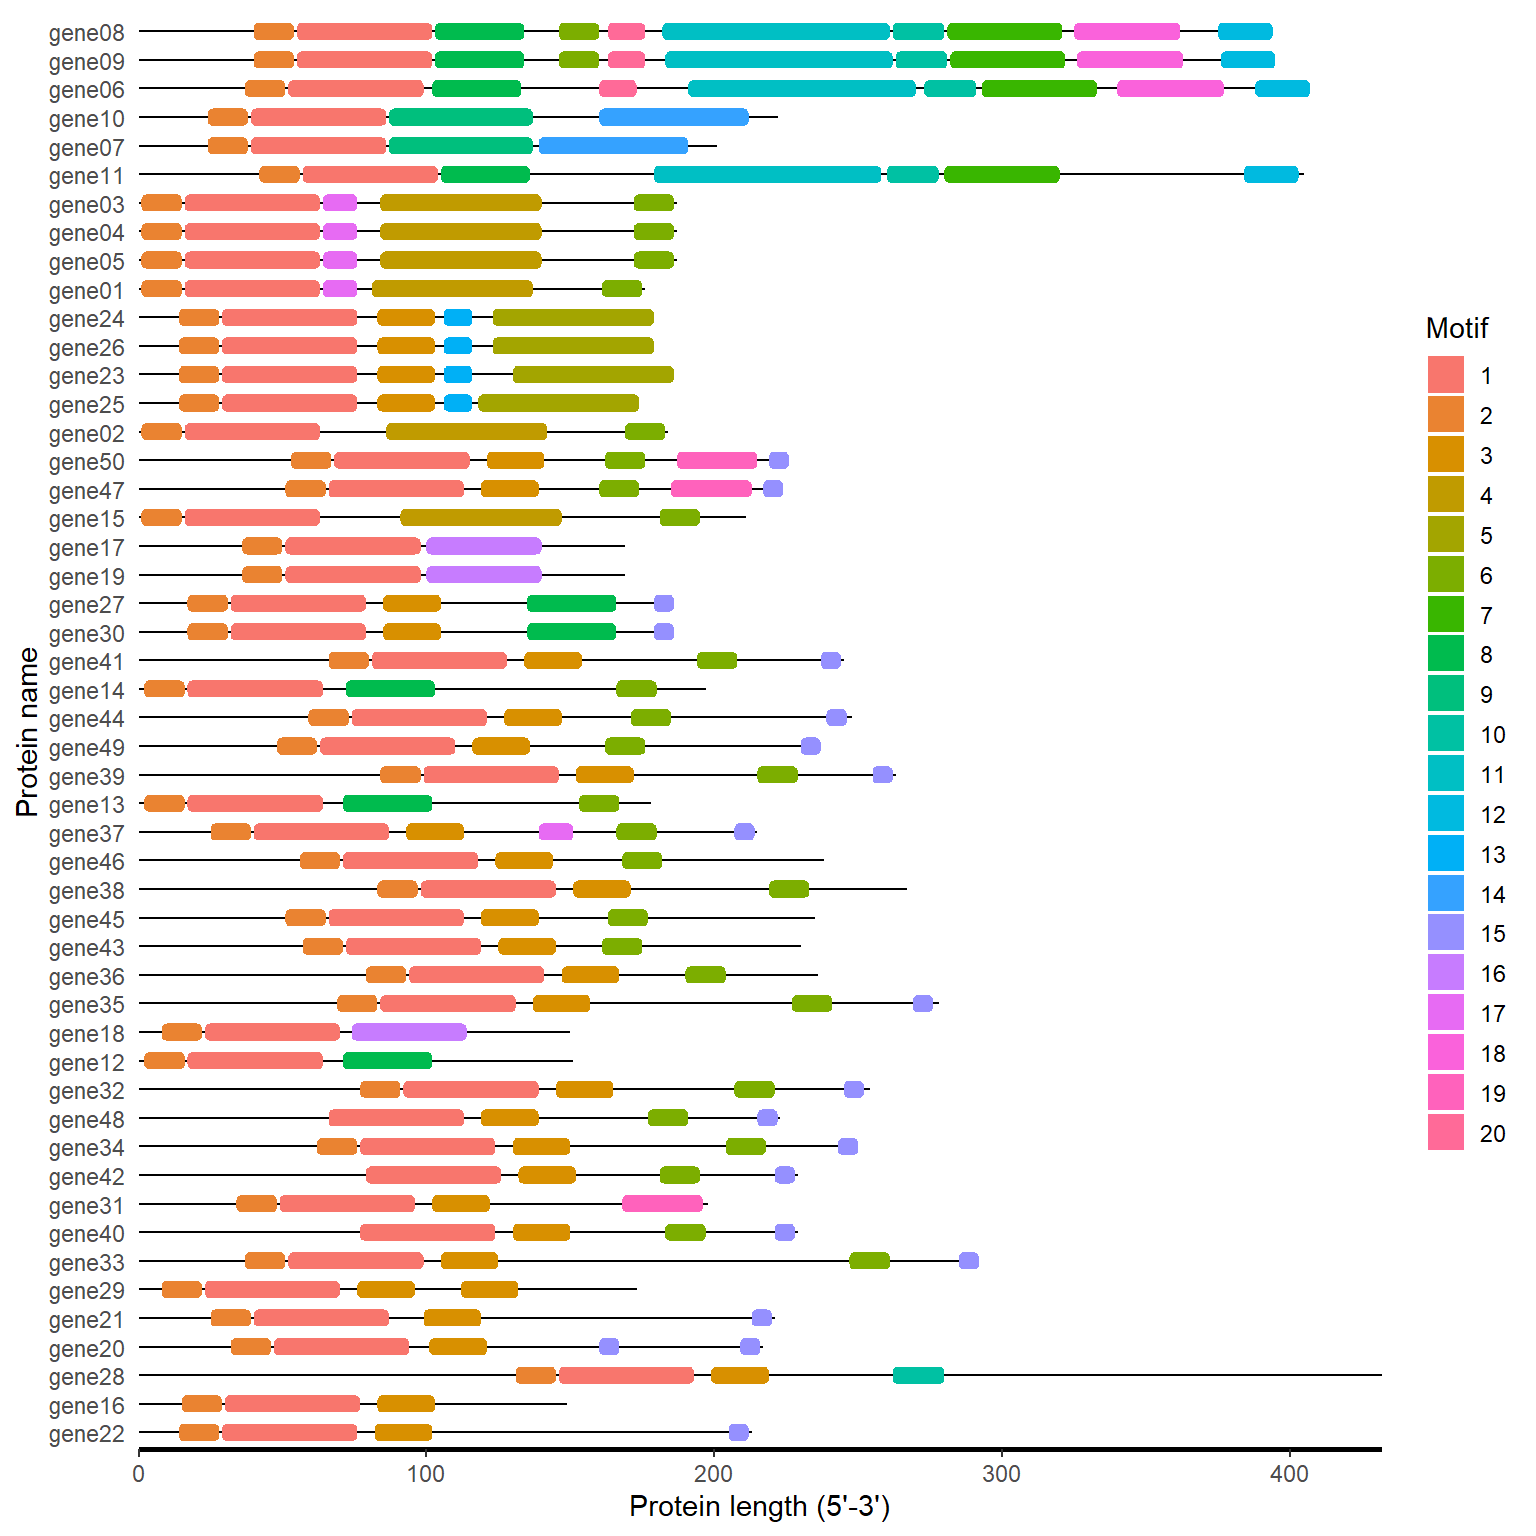 gene08
gene09
gene06
gene10
gene07
gene11
gene03
gene04
gene05
gene01
gene24
gene26
gene23
gene25
gene02
gene50
gene47
gene15
gene17
gene19
gene27
gene30
gene41
gene14
gene44
gene49
gene39
gene13
gene37
gene46
gene38
gene45
gene43
gene36
gene35
gene18
gene12
gene32
gene48
gene34
gene42
gene31
gene40
gene33
gene29
gene21
gene20
gene28
gene16
gene22
Protein name
0 100 200 300 400
Protein length (5'-3')
Motif
1
2
3
4
5
6
7
8
9
10
11
12
13
14
15
16
17
18
19
20